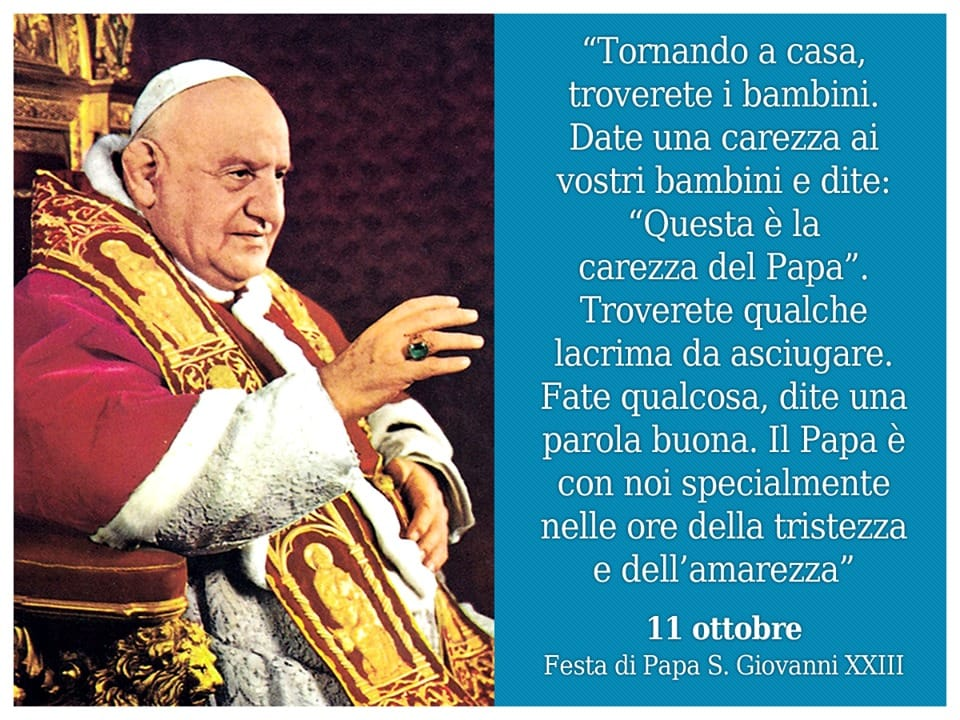 “Tornando a casa,
troverete i bambini.
Date una carezza ai
vostri bambini e dite:
“Questa è la
carezza del Papa”.
Troverete qualche
lacrima da asciugare.
Fate qualcosa, dite una
parola buona. Il Papa è
con noi specialmente
nelle ore della tristezza
e dell’amarezza”
11 ottobre
Festa di Papa S. Giovanni XXIII